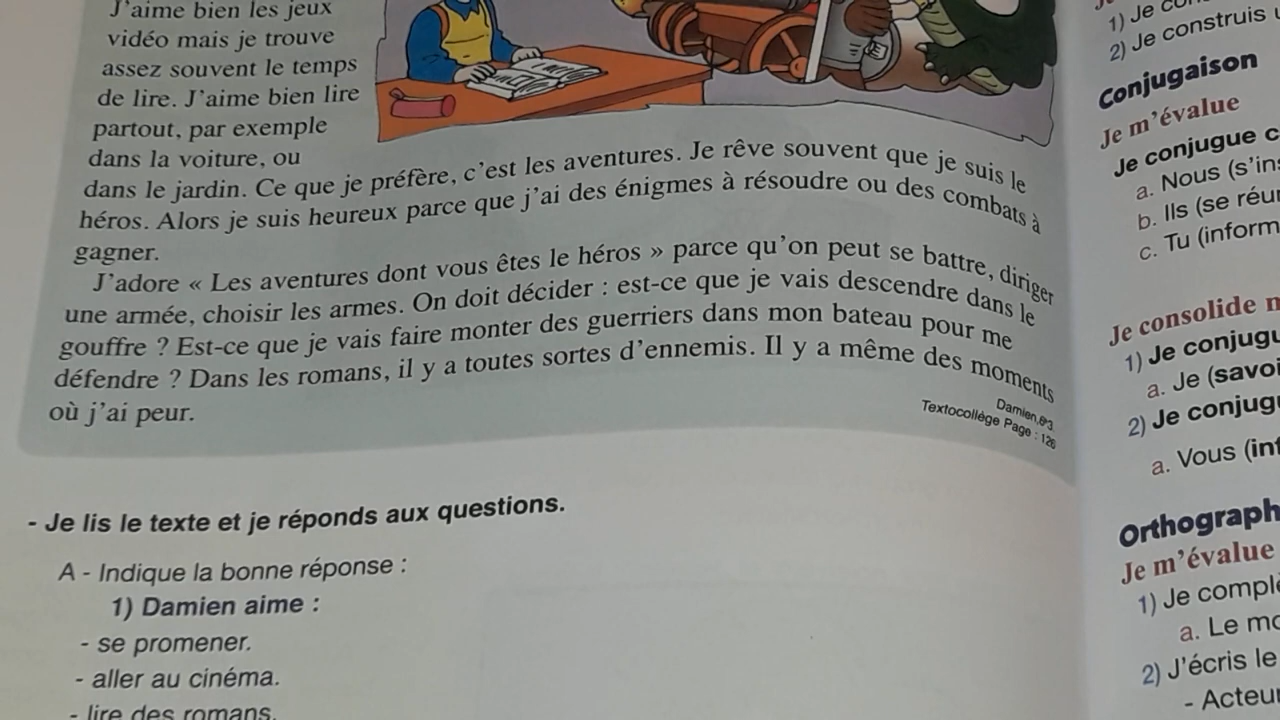 J'aime bien les jeux
vidéo mais je trouve
assez souvent le temps
de lire. J'aime bien lire
partout, par exemple
dans la voiture, ou
dans le jardin. Ce que je préfère, c'est les aventures. Je rêve souvent que je suis le
héros. Alors je suis heureux parce que j'ai des énigmes à résoudre ou des combats à
gagner.
J'adore « Les aventures dont vous êtes le héros » parce qu'on peut se battre, diriger
une armée, choisir les armes. On doit décider : est-ce que je vais descendre dans le
gouffre ? Est-ce que je vais faire monter des guerriers dans mon bateau pour me
défendre ? Dans les romans, il y a toutes sortes d'ennemis. Il y a même des moments
où j'ai peur.
Damien,
Textocollége Page : 126
- Je lis le texte et je réponds aux questions.
A - Indique la bonne réponse :
1) Damien aime :
- se promener.
- aller au cinéma.
- lire des romans.
1) Je
2) Je construis
Conjugaison
Je m'évalue
Je conjugue c
a. Nous (s'in
b. Ils (se réu
c. Tu (inform
Je consolide
1) Je conjugu
a. Je (savoi
2) Je conjug
a. Vous (in
Orthograph
Je m'évalue
1) Je compl
a. Le mo
2) J'écris le
- Acteu